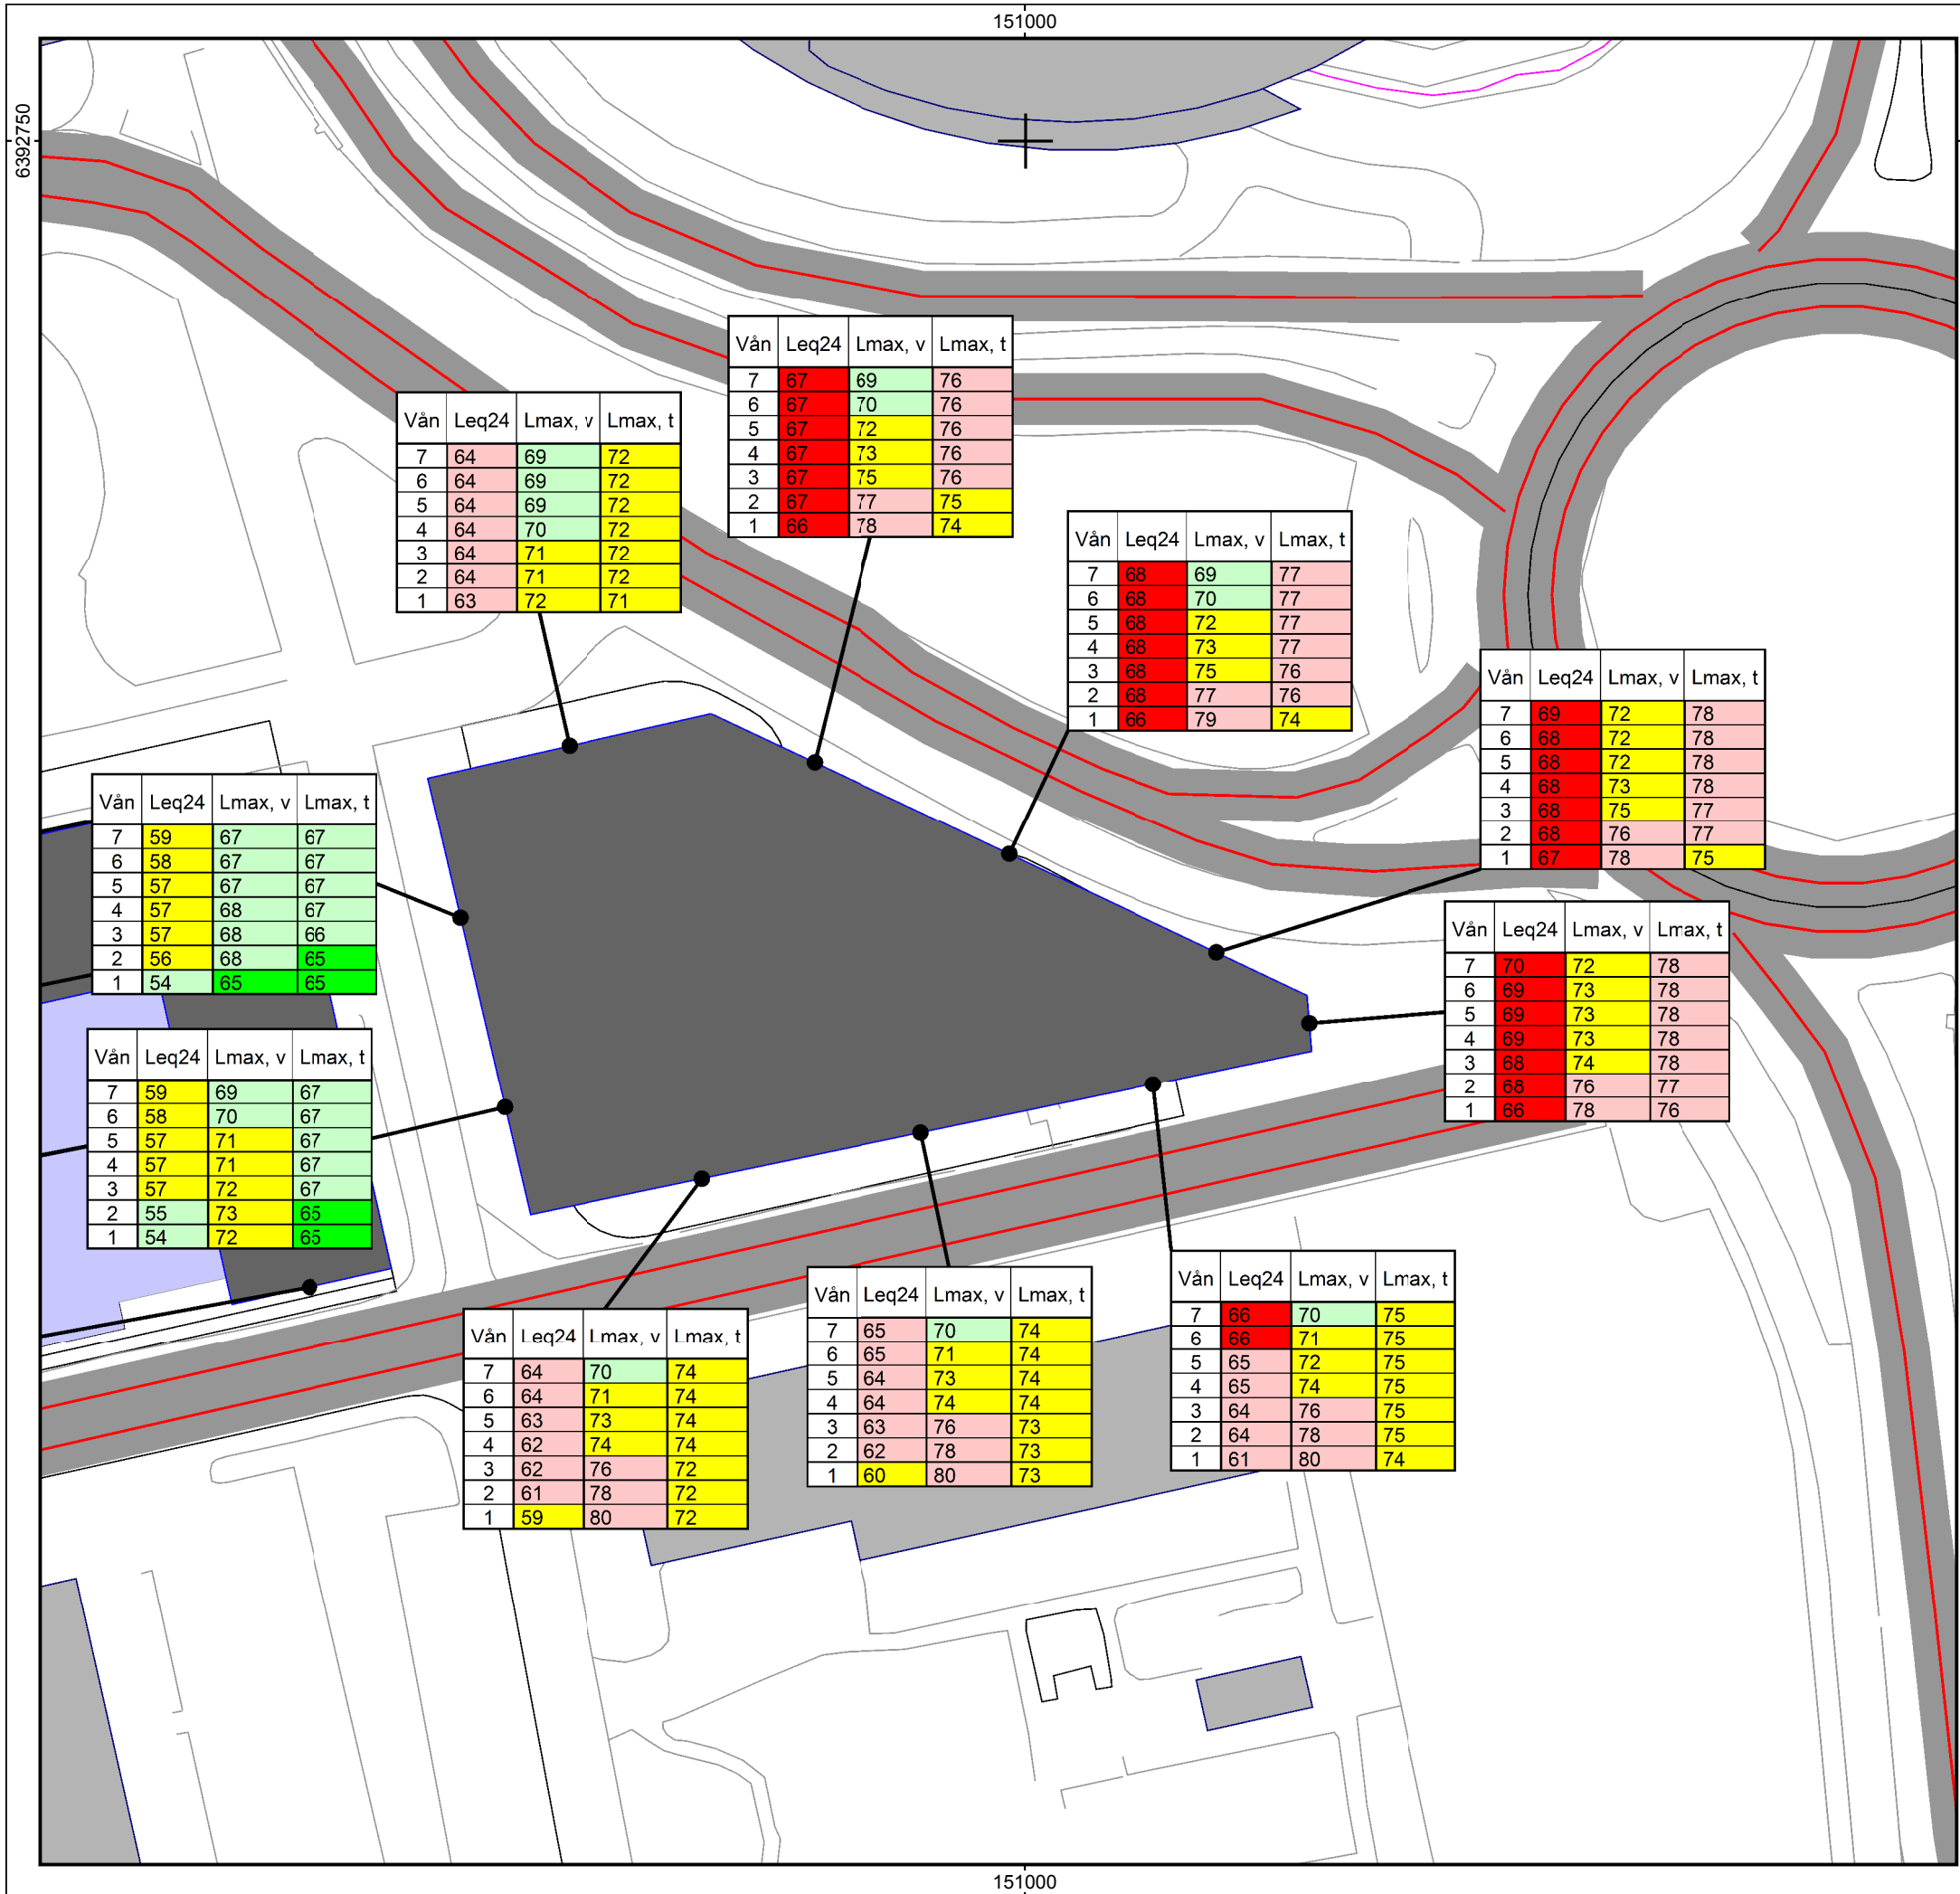 151000
6392750
Vån Leq24 Lmax, v Lmax, t
7 67 69 76
6 67 70 76
5 67 72 76
4 67 73 76
3 67 75 76
2 67 77 75
1 66 78 74
Vån Leq24 Lmax, v Lmax, t
7 64 69 72
6 64 69 72
5 64 69 72
4 64 70 72
3 64 71 72
2 64 71 72
1 63 72 71
Vån Leq24 Lmax, v Lmax, t
7 68 69 77
6 68 70 77
5 68 72 77
4 68 73 77
3 68 75 76
2 68 77 76
1 66 79 74
Vån Leq24 Lmax, v Lmax, t
7 69 72 78
6 68 72 78
5 68 72 78
4 68 73 78
3 68 75 77
2 68 76 77
1 67 78 75
Vån Leq24 Lmax, v Lmax, t
7 59 67 67
6 58 67 67
5 57 67 67
4 57 68 67
3 57 68 66
2 56 68 65
1 54 65 65
Vån Leq24 Lmax, v Lmax, t
7 70 72 78
6 69 73 78
5 69 73 78
4 69 73 78
3 68 74 78
2 68 76 77
1 66 78 76
Vån Leq24 Lmax, v Lmax, t
7 59 69 67
6 58 70 67
5 57 71 67
4 57 71 67
3 57 72 67
2 55 73 65
1 54 72 65
Vån Leq24 Lmax, v Lmax, t
7 64 70 74
6 64 71 74
5 63 73 74
4 62 74 74
3 62 76 72
2 61 78 72
1 59 80 72
Vån Leq24 Lmax, v Lmax, t
7 65 70 74
6 65 71 74
5 64 73 74
4 64 74 74
3 63 76 73
2 62 78 73
1 60 80 73
Vån Leq24 Lmax, v Lmax, t
7 66 70 75
6 66 71 75
5 65 72 75
4 65 74 75
3 64 76 75
2 64 78 75
1 61 80 74
151000